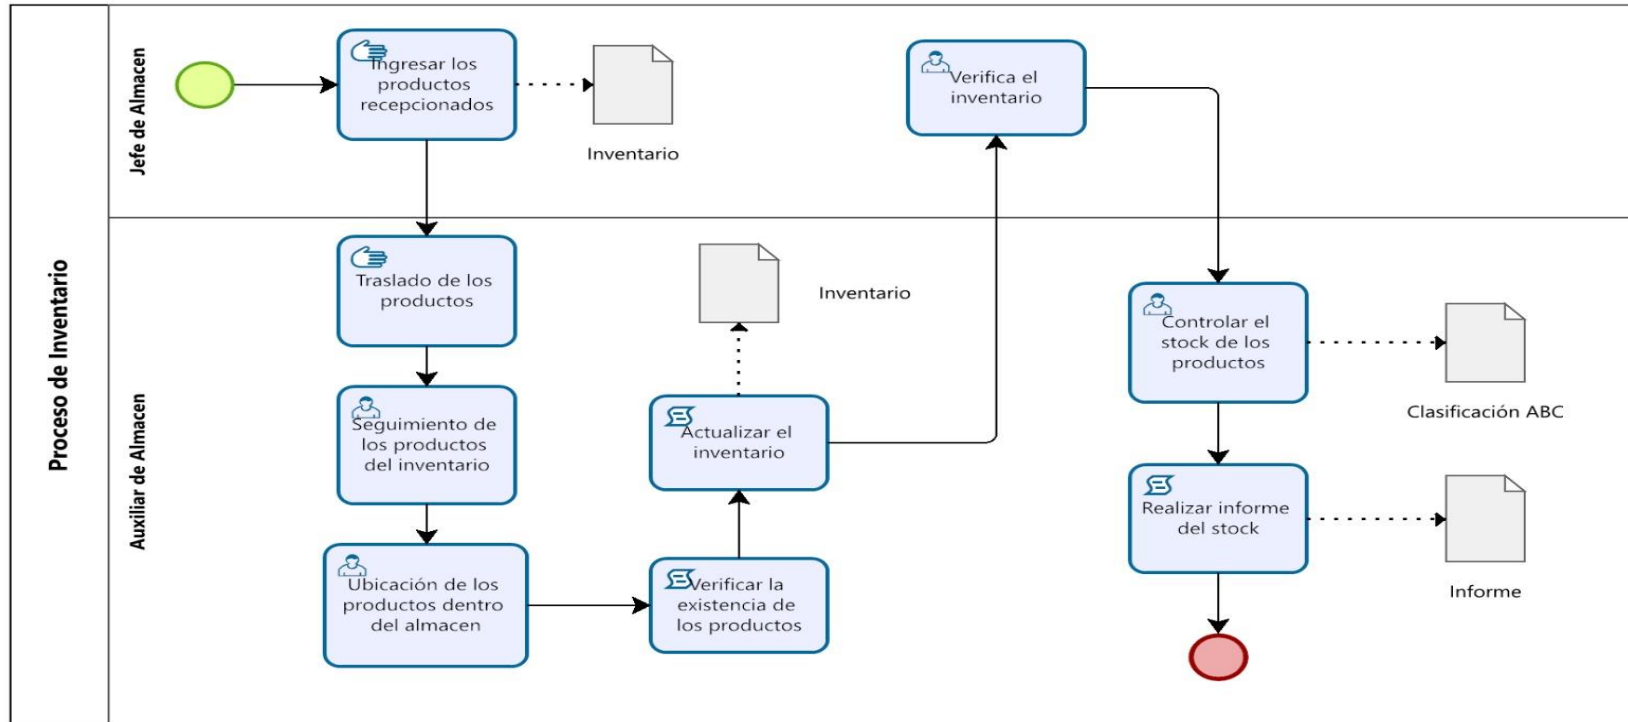 Proceso de Inventario
Jefe de Almacen
Ingresar los
productos
recepcionados
Inventario
Verifica el
inventario
Auxiliar de Almacen
Traslado de los
productos
Seguimiento de
los productos
del inventario
Ubicación de los
productos dentro
del almacen
Inventario
Actualizar el
inventario
Verificar la
existencia de
los productos
Controlar el
stock de los
productos
Clasificación ABC
Realizar informe
del stock
Informe